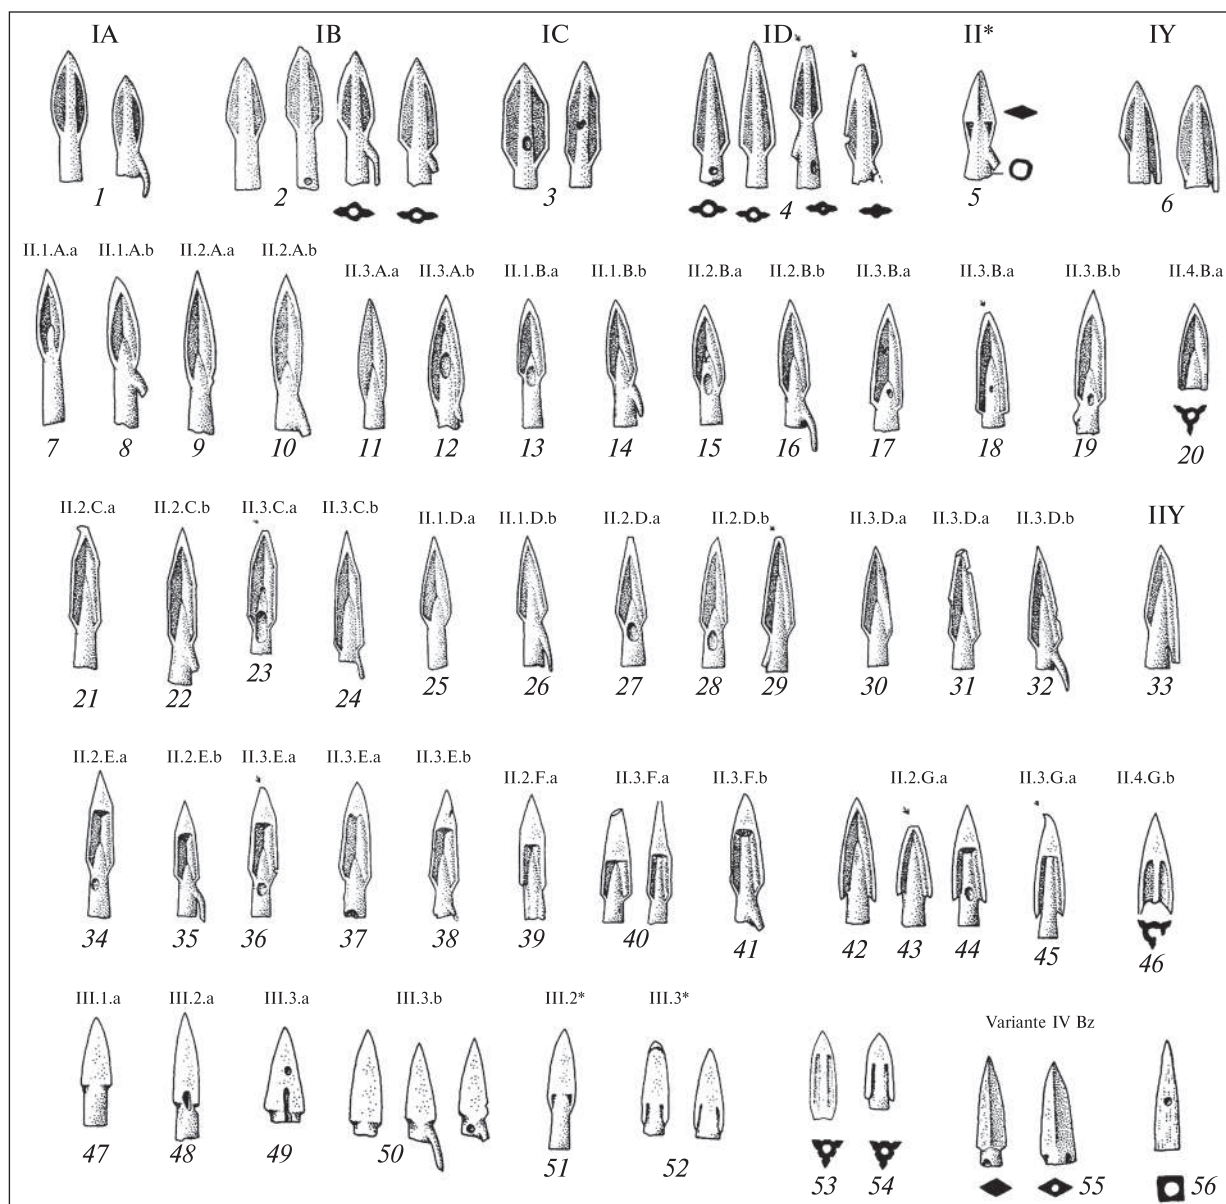 IA IB IC ID II* IY
1 2 3 4 5 6
II.1.A.a II.1.A.b II.2.A.a II.2.A.b II.3.A.a II.3.A.b II.1.B.a II.1.B.b II.2.B.a II.2.B.b II.3.B.a II.3.B.a II.3.B.b II.4.B.a
7 8 9 10 11 12 13 14 15 16 17 18 19 20
II.2.C.a II.2.C.b II.3.C.a II.3.C.b II.1.D.a II.1.D.b II.2.D.a II.2.D.b II.3.D.a II.3.D.a II.3.D.b IIY
21 22 23 24 25 26 27 28 29 30 31 32 33
II.2.E.a II.2.E.b II.3.E.a II.3.E.a II.3.E.b II.2.F.a II.3.F.a II.3.F.b II.2.G.a II.3.G.a II.4.G.b
34 35 36 37 38 39 40 41 42 43 44 45 46
III.1.a III.2.a III.3.a III.3.b III.2* III.3* Variante IV Bz
47 48 49 50 51 52 53 54 55 56